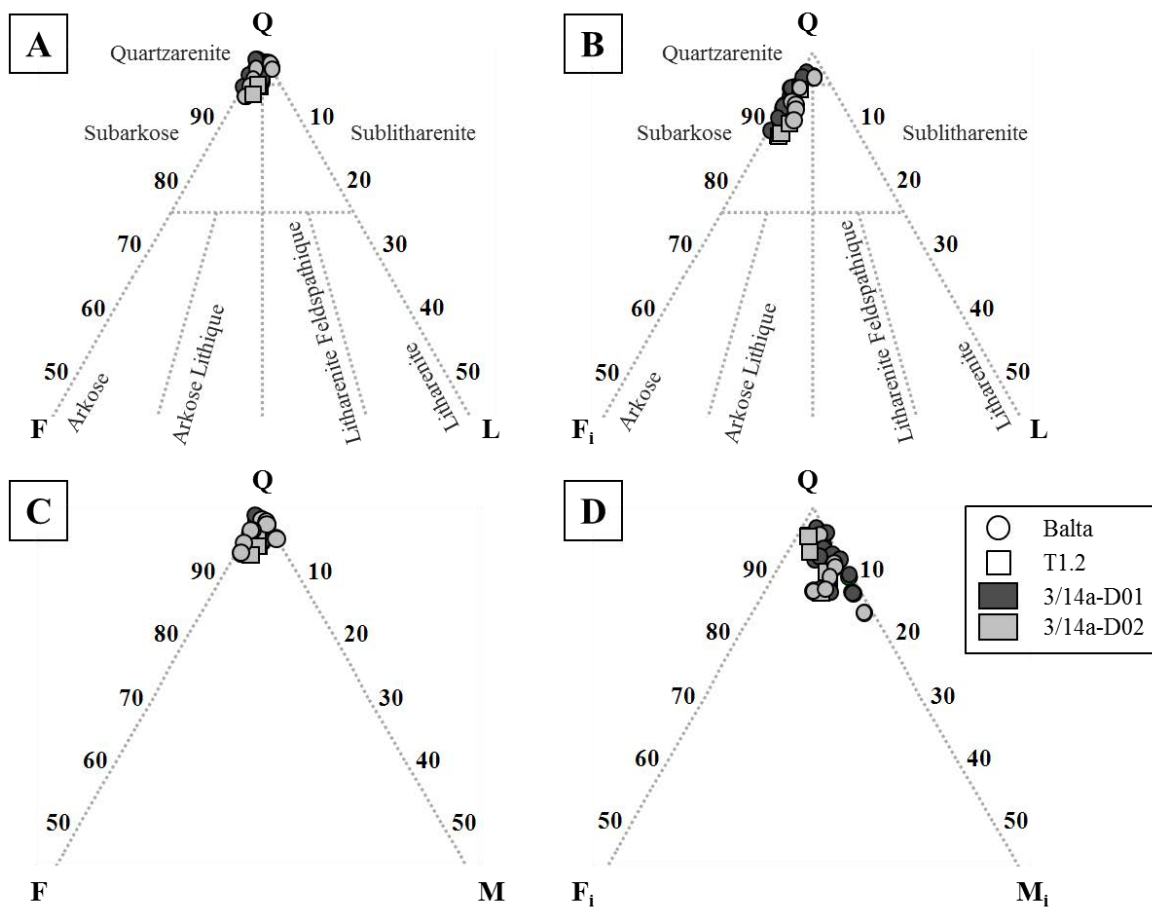 A
Q
Quartzarenite
90
10
Subarkose
Sublitharenite
80
20
70
30
60
40
50
50
Arkose
Arkose Lithique
Litharenite Feldspathique
Litharenite
F
L
B
Q
Quartzarenite
90
10
Subarkose
Sublitharenite
80
20
70
30
60
40
50
50
Arkose
Arkose Lithique
Litharenite Feldspathique
Litharenite
Fi
L
C
Q
90
10
80
20
70
30
60
40
50
50
F
M
D
Q
90
10
80
20
70
30
60
40
50
50
Fi
Mi
Balta
T1.2
3/14a-D01
3/14a-D02